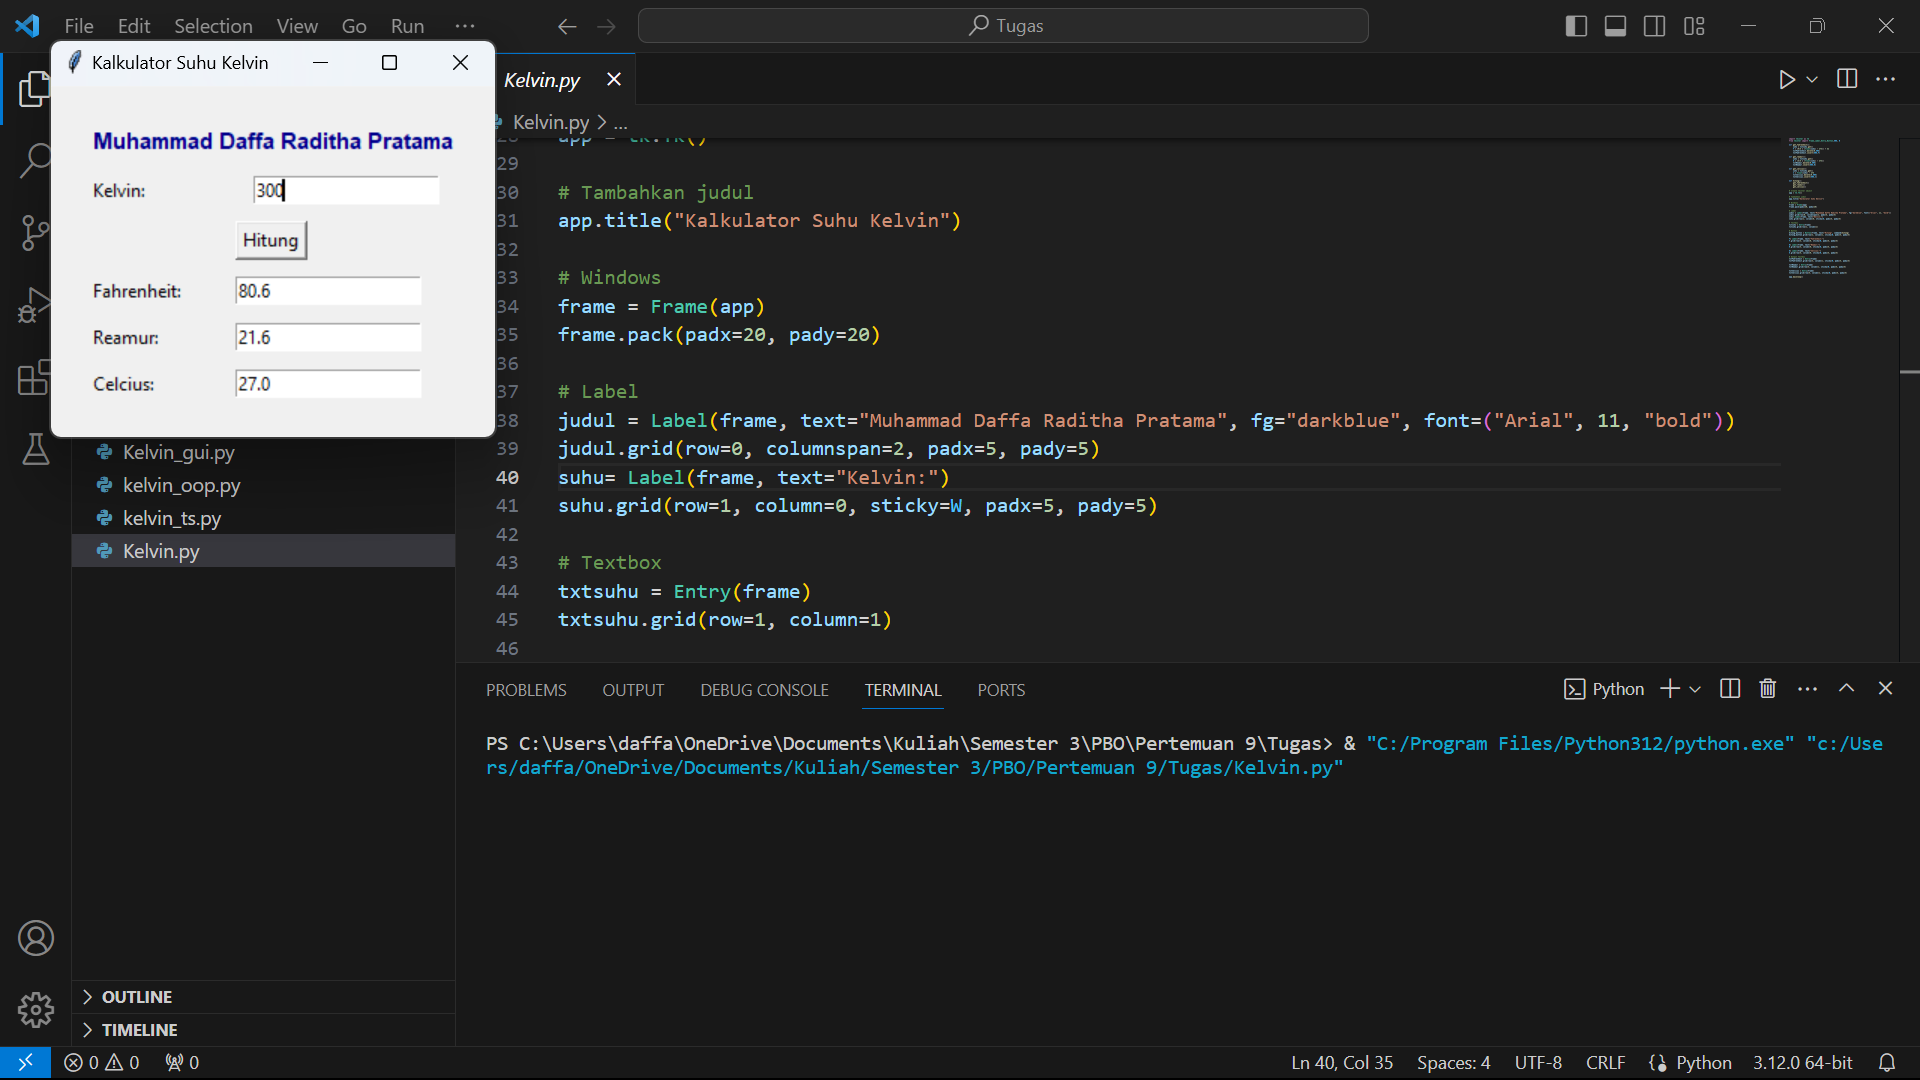 File Edit Selection View Go Run ···
Tugas
Kalkulator Suhu Kelvin
Muhammad Daffa Raditha Pratama
Kelvin: 300
Hitung
Fahrenheit: 80.6
Reamur: 21.6
Celcius: 27.0
Kelvin_gui.py
kelvin_oop.py
kelvin_ts.py
Kelvin.py
OUTLINE
TIMELINE
Kelvin.py
Kelvin.py > ...
28 app = tk.Tk()
29
30 # Tambahkan judul
31 app.title("Kalkulator Suhu Kelvin")
32
33 # Windows
34 frame = Frame(app)
35 frame.pack(padx=20, pady=20)
36
37 # Label
38 judul = Label(frame, text="Muhammad Daffa Raditha Pratama", fg="darkblue", font=("Arial", 11, "bold"))
39 judul.grid(row=0, columnspan=2, padx=5, pady=5)
40 suhu= Label(frame, text="Kelvin:")
41 suhu.grid(row=1, column=0, sticky=W, padx=5, pady=5)
42
43 # Textbox
44 txtsuhu = Entry(frame)
45 txtsuhu.grid(row=1, column=1)
46
PROBLEMS OUTPUT DEBUG CONSOLE TERMINAL PORTS
Python
PS C:\Users\daffa\OneDrive\Documents\Kuliah\Semester 3\PBO\Pertemuan 9\Tugas> & "C:/Program Files/Python312/python.exe" "c:/Use
rs/daffa/OneDrive/Documents/Kuliah/Semester 3/PBO/Pertemuan 9/Tugas/Kelvin.py"
0 0 0
Ln 40, Col 35 Spaces: 4 UTF-8 CRLF Python 3.12.0 64-bit